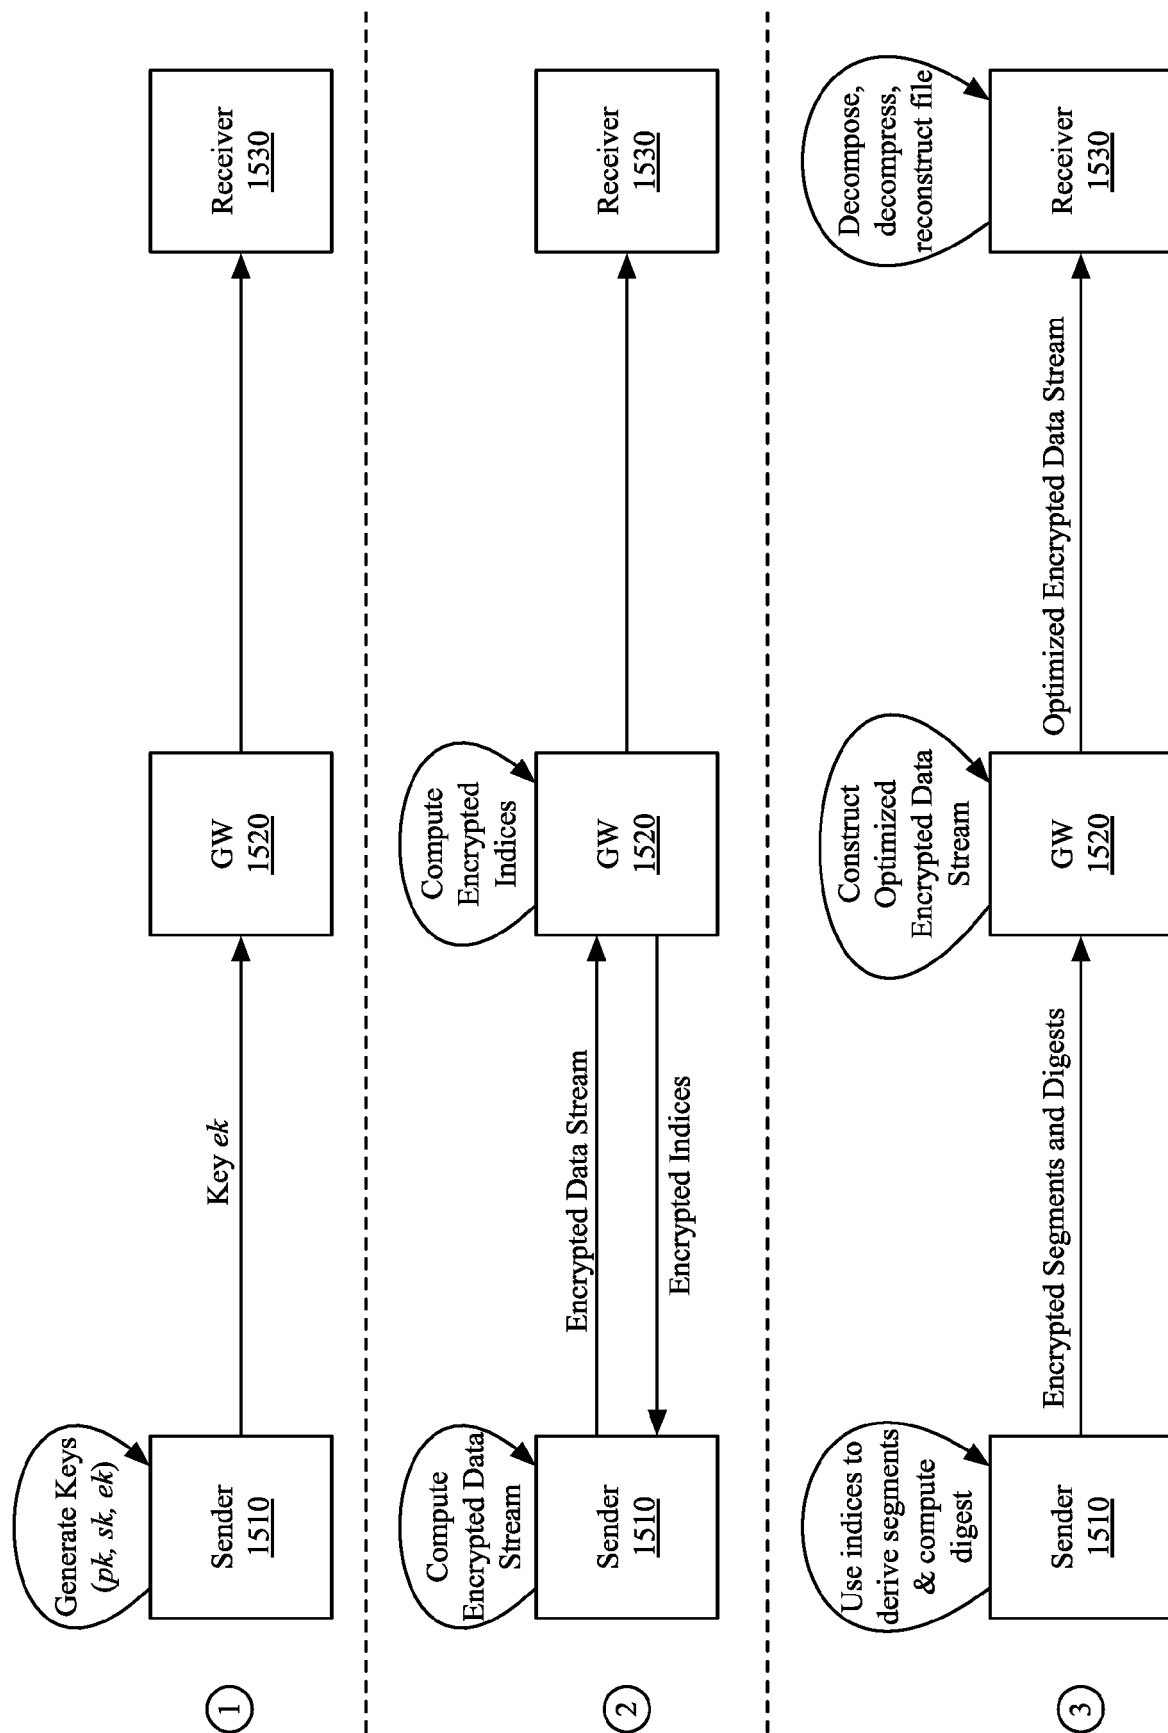 1
Generate Keys
(pk, sk, ek)
Sender
1510
Key ek
GW
1520
Receiver
1530
2
Compute
Encrypted Data
Stream
Sender
1510
Encrypted Data Stream
Encrypted Indices
Compute
Encrypted
Indices
GW
1520
Receiver
1530
3
Use indices to
derive segments
& compute
digest
Sender
1510
Encrypted Segments and Digests
Construct
Optimized
Encrypted Data
Stream
GW
1520
Optimized Encrypted Data Stream
Decompose,
decompress,
reconstruct file
Receiver
1530